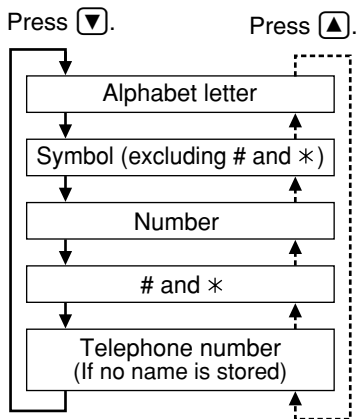 Press [▼]. Press [▲].
Alphabet letter
Symbol (excluding # and ✳)
Number
# and ✳
Telephone number
(If no name is stored)